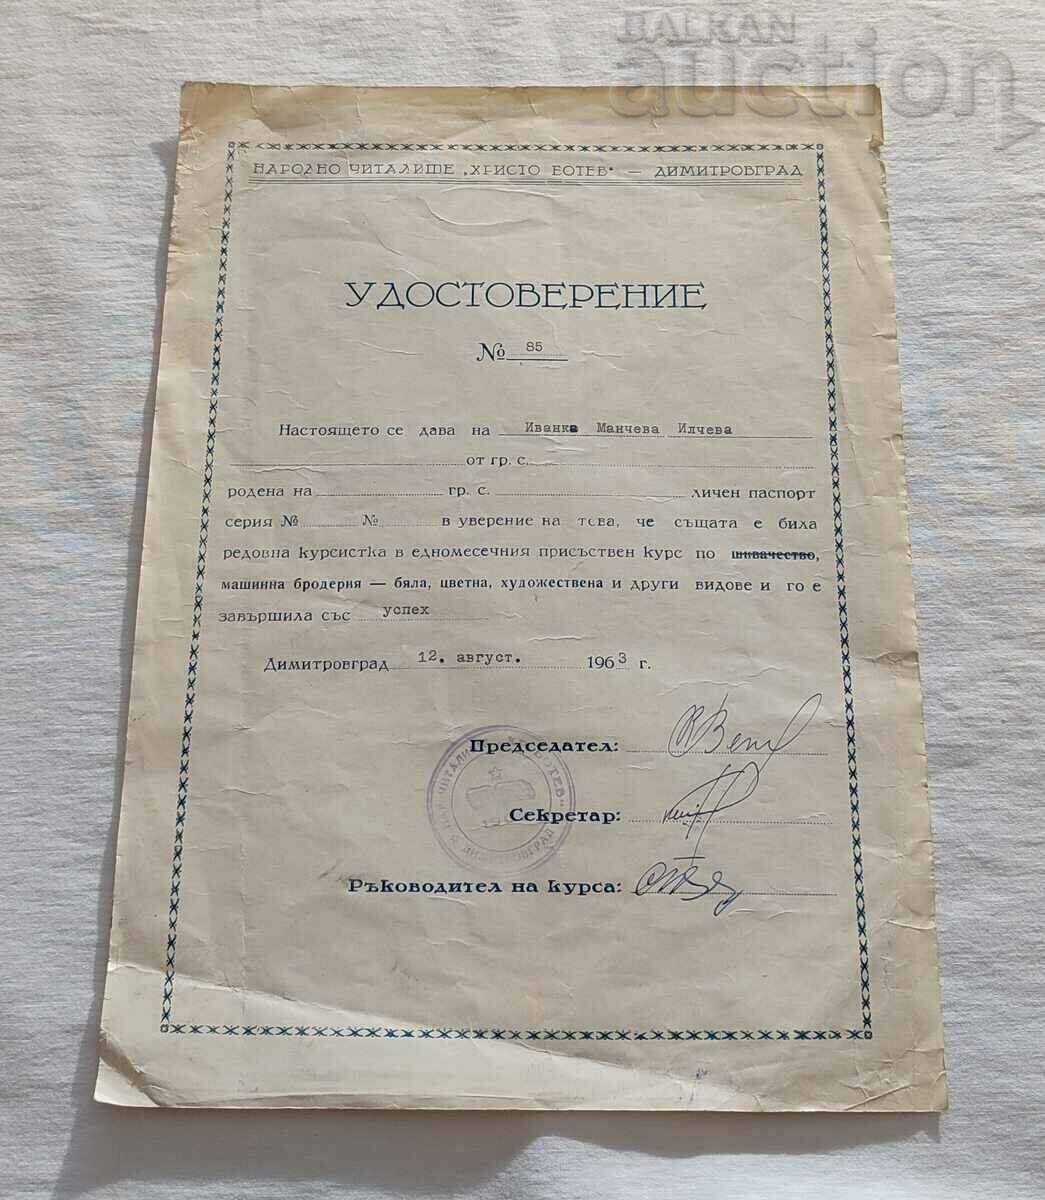 BALKAN
auction
НАРОДНО ЧИТАЛИЩЕ „ХРИСТО БОТЕВ" — ДИМИТРОВГРАД
УДОСТОВЕРЕНИЕ
№ 85
Настоящето се дава на Иванка Манчева Илчева
от гр. с.
родена на гр. с. личен паспорт
серия № № в уверение на това, че същата е била
редовна курсистка в едномесечния присъствен курс по шивачество,
машинна бродерия — бяла, цветна, художествена и други видове и го е
завършила със успех
Димитровград 12. август. 1963 г.
Председател:
Секретар:
Ръководител на курса:
ДИМИТРОВГРАД